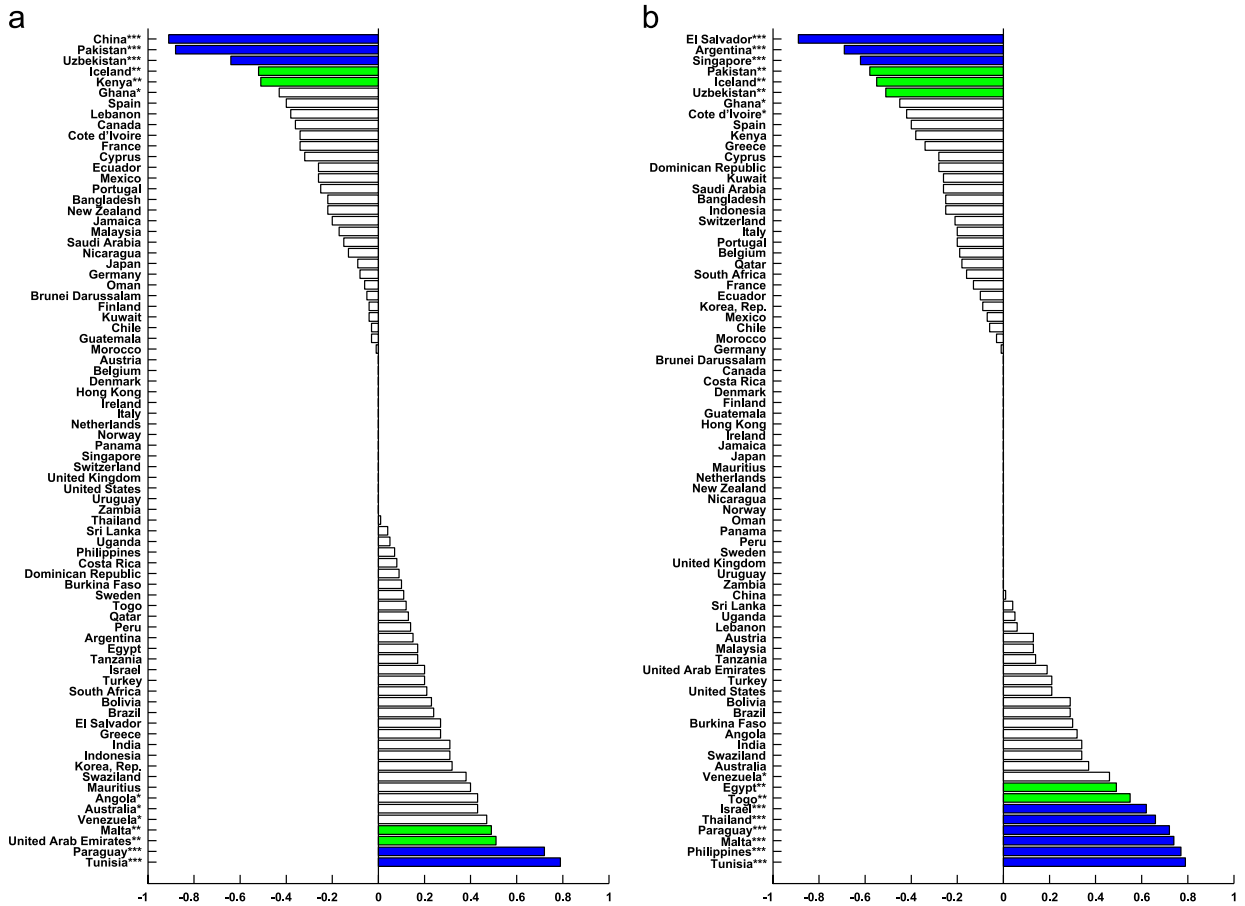 a
China***
Pakistan***
Uzbekistan***
Iceland**
Kenya**
Ghana*
Spain
Lebanon
Canada
Cote d'Ivoire
France
Cyprus
Ecuador
Mexico
Portugal
Bangladesh
New Zealand
Jamaica
Malaysia
Saudi Arabia
Nicaragua
Japan
Germany
Oman
Brunei Darussalam
Finland
Kuwait
Chile
Guatemala
Morocco
Austria
Belgium
Denmark
Hong Kong
Ireland
Italy
Netherlands
Norway
Panama
Singapore
Switzerland
United Kingdom
United States
Uruguay
Zambia
Thailand
Sri Lanka
Uganda
Philippines
Costa Rica
Dominican Republic
Burkina Faso
Sweden
Togo
Qatar
Peru
Argentina
Egypt
Tanzania
Israel
Turkey
South Africa
Bolivia
Brazil
El Salvador
Greece
India
Indonesia
Korea, Rep.
Swaziland
Mauritius
Angola*
Australia*
Venezuela*
Malta**
United Arab Emirates**
Paraguay***
Tunisia***
-1 -0.8 -0.6 -0.4 -0.2 0 0.2 0.4 0.6 0.8 1
b
El Salvador***
Argentina***
Singapore***
Pakistan**
Iceland**
Uzbekistan**
Ghana*
Cote d'Ivoire*
Spain
Kenya
Greece
Cyprus
Dominican Republic
Kuwait
Saudi Arabia
Bangladesh
Indonesia
Switzerland
Italy
Portugal
Belgium
Qatar
South Africa
France
Ecuador
Korea, Rep.
Mexico
Chile
Morocco
Germany
Brunei Darussalam
Canada
Costa Rica
Denmark
Finland
Guatemala
Hong Kong
Ireland
Jamaica
Japan
Mauritius
Netherlands
New Zealand
Nicaragua
Norway
Oman
Panama
Peru
Sweden
United Kingdom
Uruguay
Zambia
China
Sri Lanka
Uganda
Lebanon
Austria
Malaysia
Tanzania
United Arab Emirates
Turkey
United States
Bolivia
Brazil
Burkina Faso
Angola
India
Swaziland
Australia
Venezuela*
Egypt**
Togo**
Israel***
Thailand***
Paraguay***
Malta***
Philippines***
Tunisia***
-1 -0.8 -0.6 -0.4 -0.2 0 0.2 0.4 0.6 0.8 1